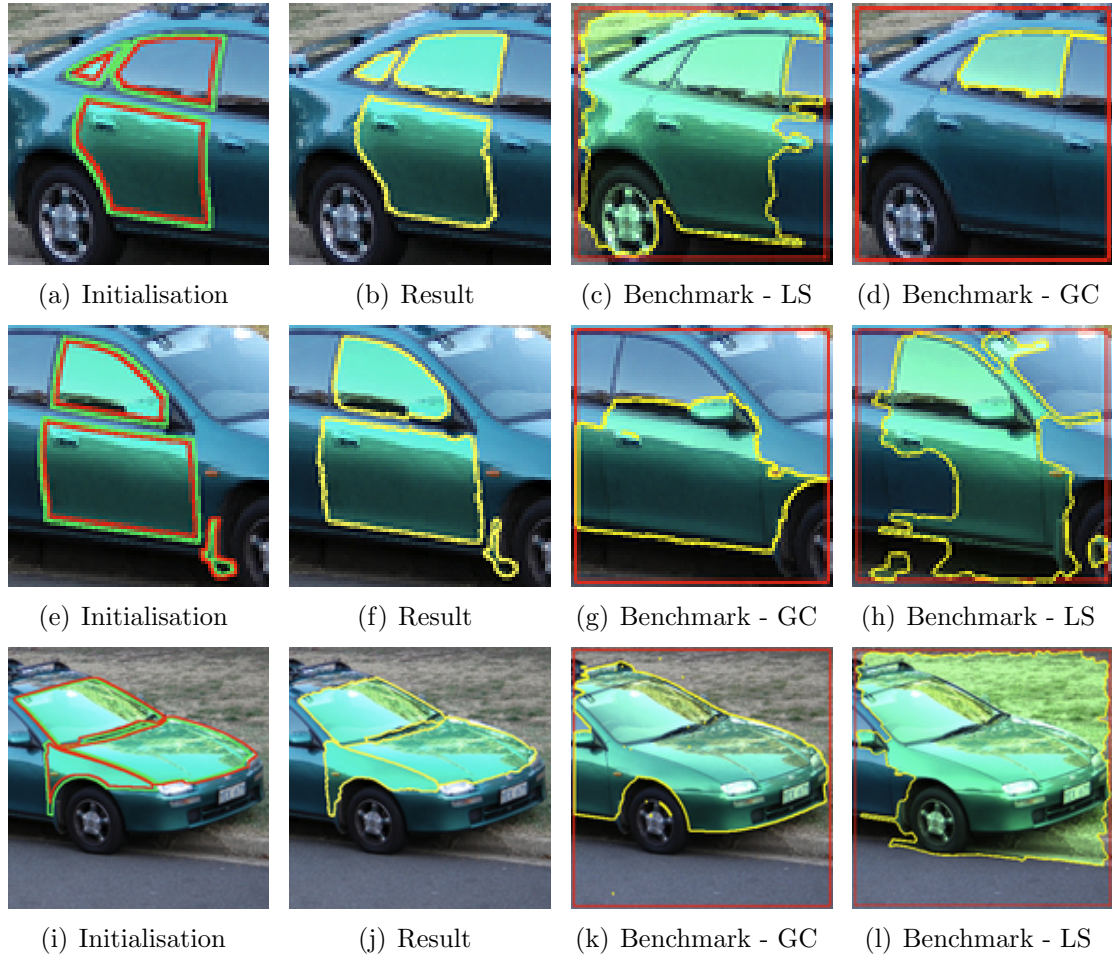 (a) Initialisation
(b) Result
(c) Benchmark - LS
(d) Benchmark - GC
(e) Initialisation
(f) Result
(g) Benchmark - GC
(h) Benchmark - LS
(i) Initialisation
(j) Result
(k) Benchmark - GC
(l) Benchmark - LS